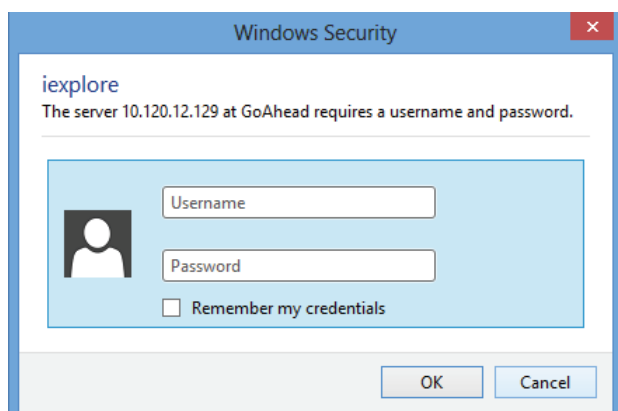 Windows Security
iexplore
The server 10.120.12.129 at GoAhead requires a username and password.
Username
Password
Remember my credentials
OK Cancel